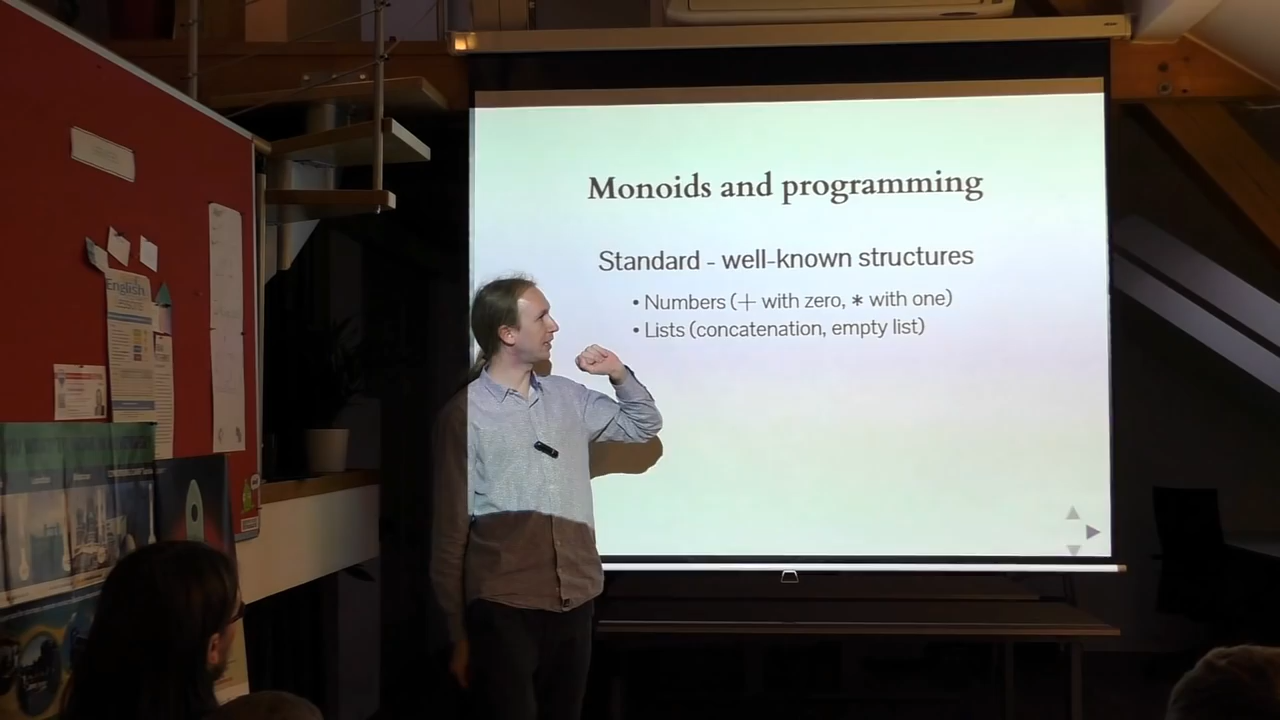 Monoids and programming
Standard - well-known structures
• Numbers (+ with zero, * with one)
• Lists (concatenation, empty list)
English